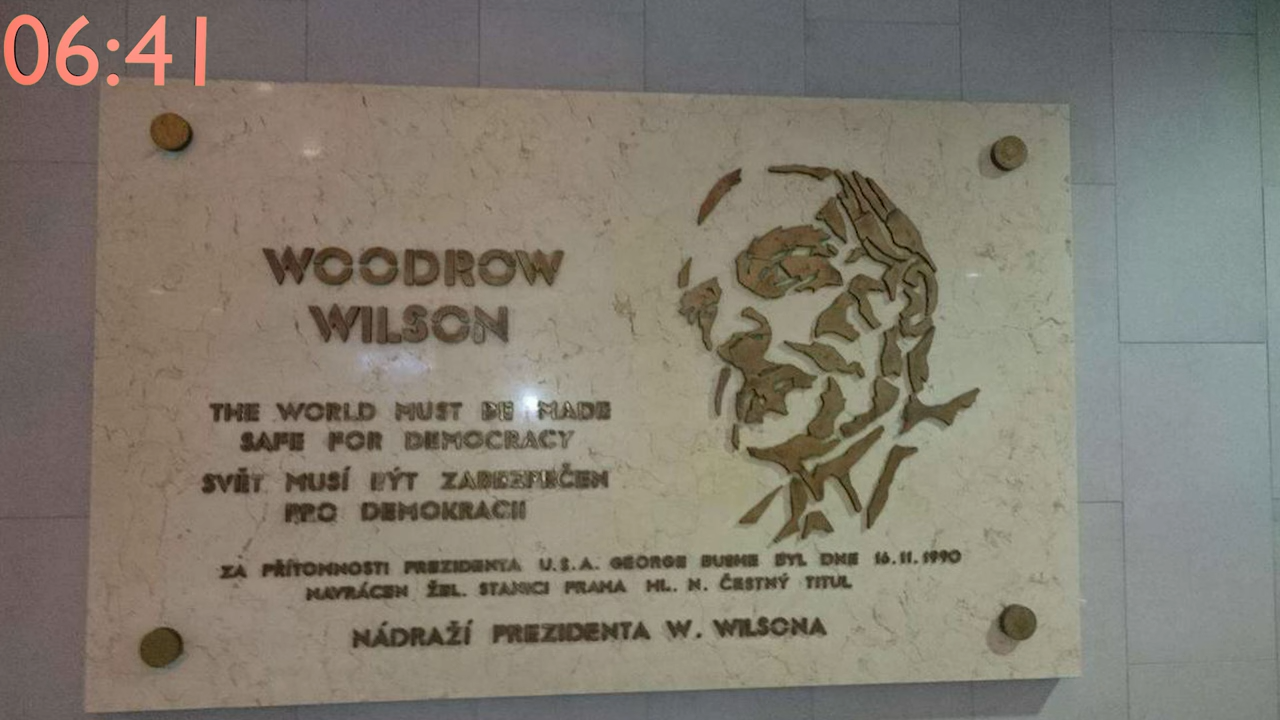 06:41
WOODROW
WILSON
THE WORLD MUST BE MADE
SAFE FOR DEMOCRACY
SVĚT MUSÍ BÝT ZABEZPEČEN
PRO DEMOKRACII
ZA PŘÍTOMNOSTI PREZIDENTA U.S.A. GEORGE BUSHE BYL DNE 16.11.1990
NAVRÁCEN ŽEL. STANICI PRAHA HL. N. ČESTNÝ TITUL
NÁDRAŽÍ PREZIDENTA W. WILSONA